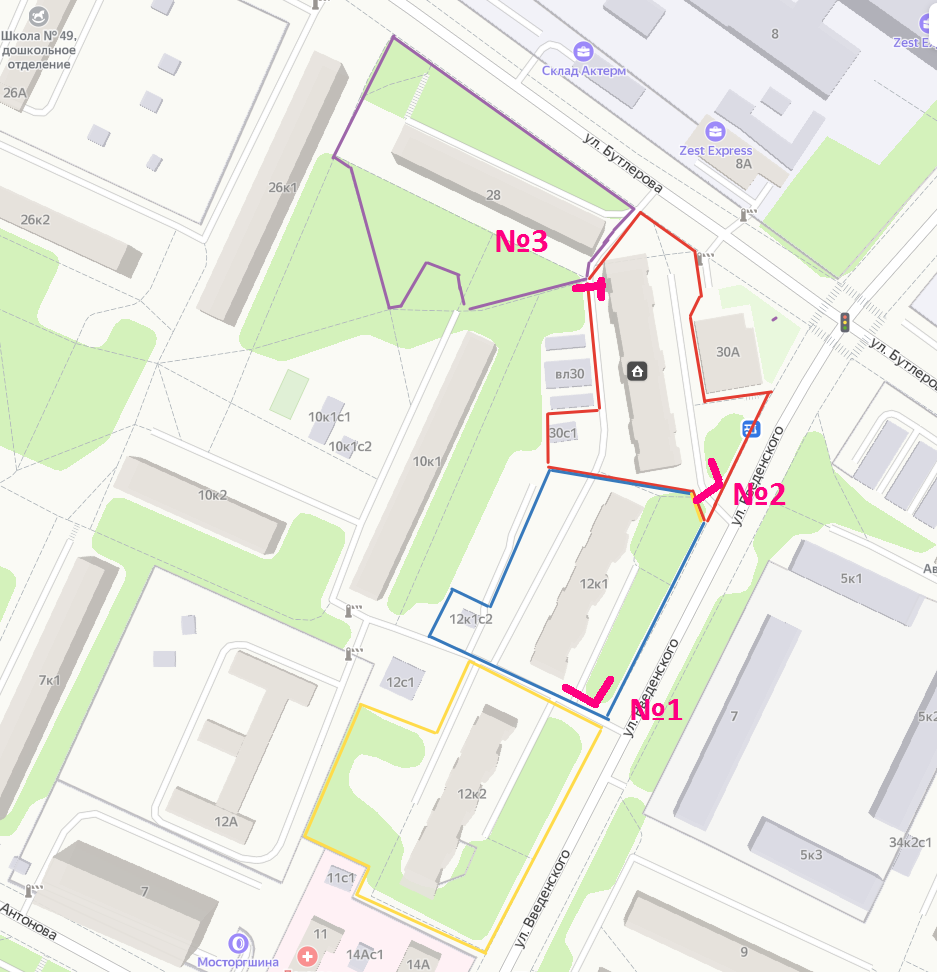 Школа № 49,
дошкольное
отделение
26А
8
Zest Ex
Склад Актерм
ул. Бутлерова
Zest Express
8А
26к1
28
26к2
№3
30А
вл30
ул. Бутлеро
10к1с1
10к1с2
30с1
10к1
ул. Введенского
№2
10к2
Ав
5к1
12к1
12к1с2
7к1
12с1
№1
ул. Введенского
7
5к2
12к2
12А
34к2с1
5к3
ул. Введенского
11с1
7
Антонова
11
9
Мосторгшина
14Ас1
14А